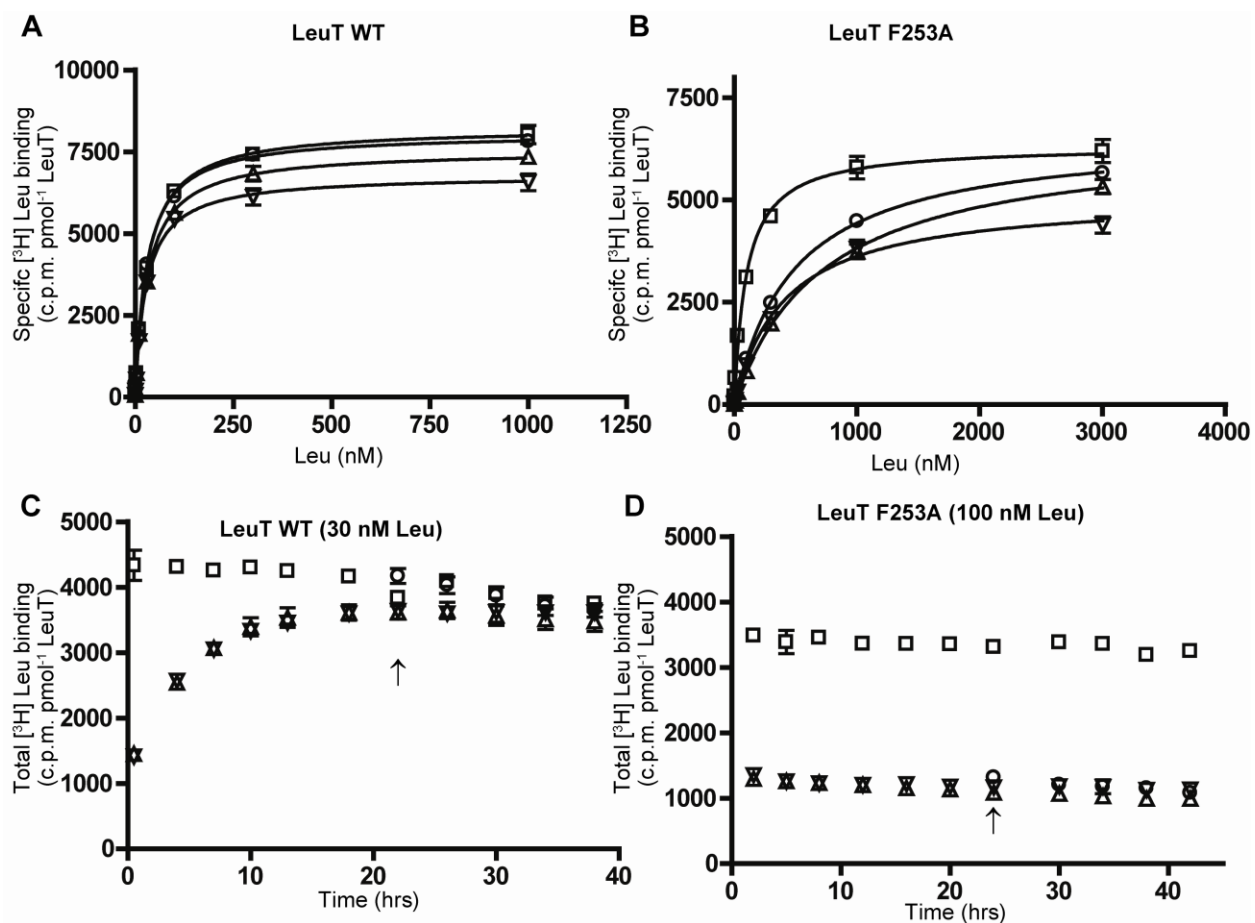 A
LeuT WT
Specifc [³H] Leu binding
(c.p.m. pmol⁻¹ LeuT)
10000
7500
5000
2500
0
0 250 500 750 1000 1250
Leu (nM)
B
LeuT F253A
Specifc [³H] Leu binding
(c.p.m. pmol⁻¹ LeuT)
7500
5000
2500
0
0 1000 2000 3000 4000
Leu (nM)
C
LeuT WT (30 nM Leu)
Total [³H] Leu binding
(c.p.m. pmol⁻¹ LeuT)
5000
4000
3000
2000
1000
0
0 10 20 30 40
Time (hrs)
D
LeuT F253A (100 nM Leu)
Total [³H] Leu binding
(c.p.m. pmol⁻¹ LeuT)
5000
4000
3000
2000
1000
0
0 10 20 30 40
Time (hrs)